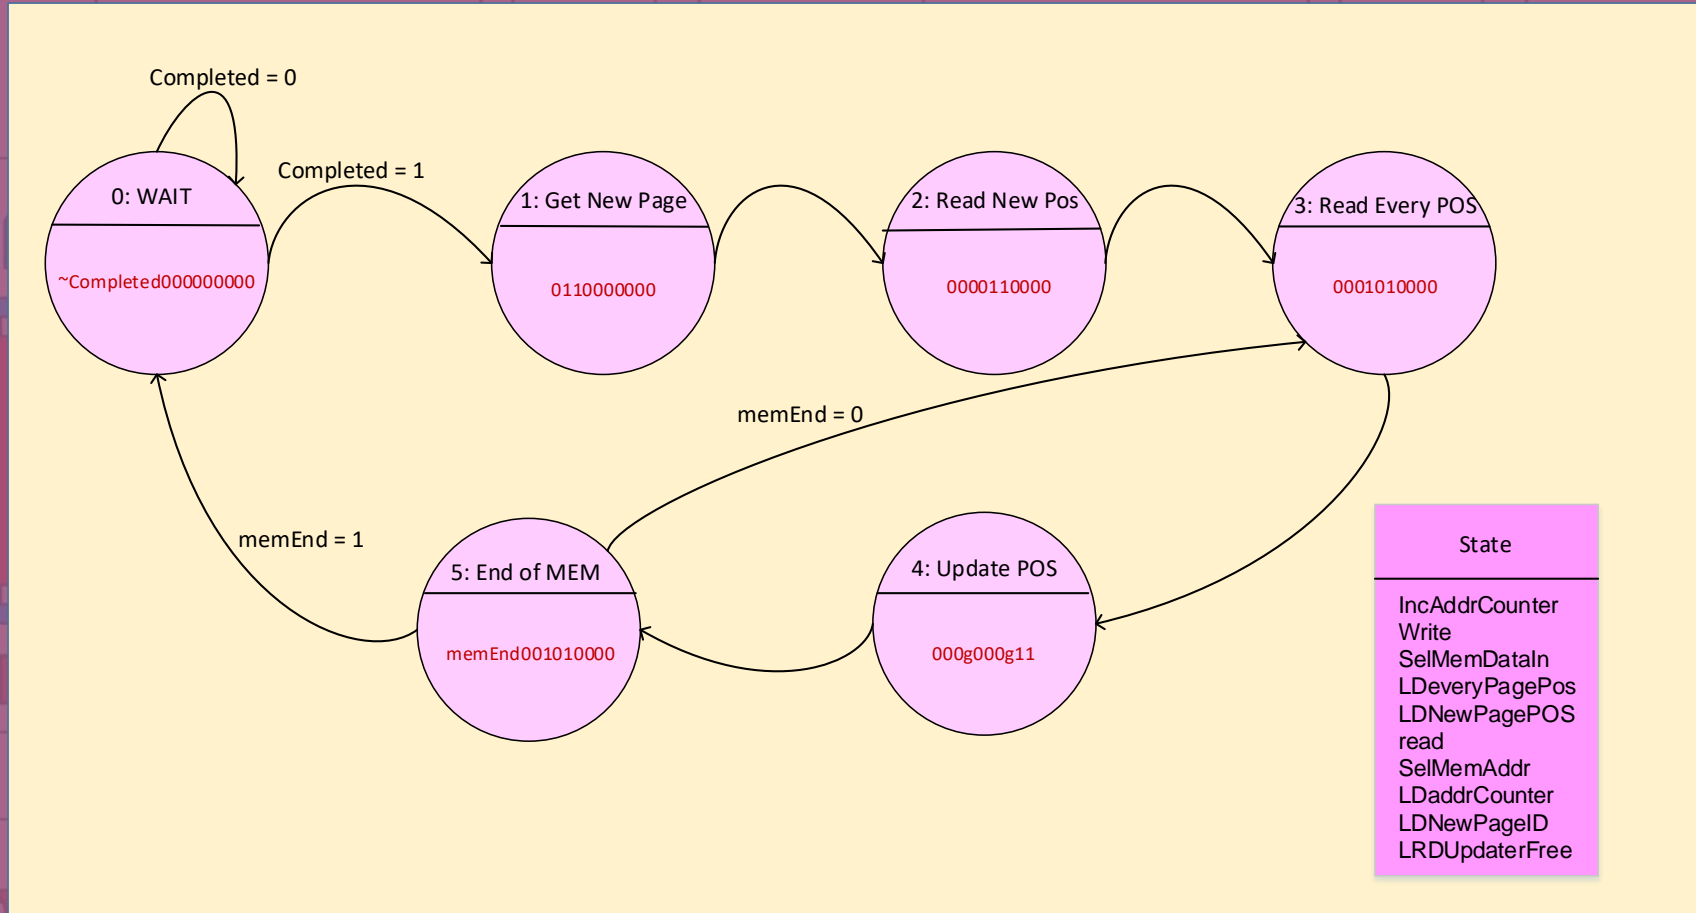 Completed = 0
Completed = 1
0: WAIT
~Completed000000000
1: Get New Page
0110000000
2: Read New Pos
0000110000
3: Read Every POS
0001010000
memEnd = 0
memEnd = 1
5: End of MEM
memEnd001010000
4: Update POS
000g000g11
State
IncAddrCounter
Write
SelMemDataIn
LDeveryPagePos
LDNewPagePOS
read
SelMemAddr
LDaddrCounter
LDNewPageID
LRDUpdaterFree